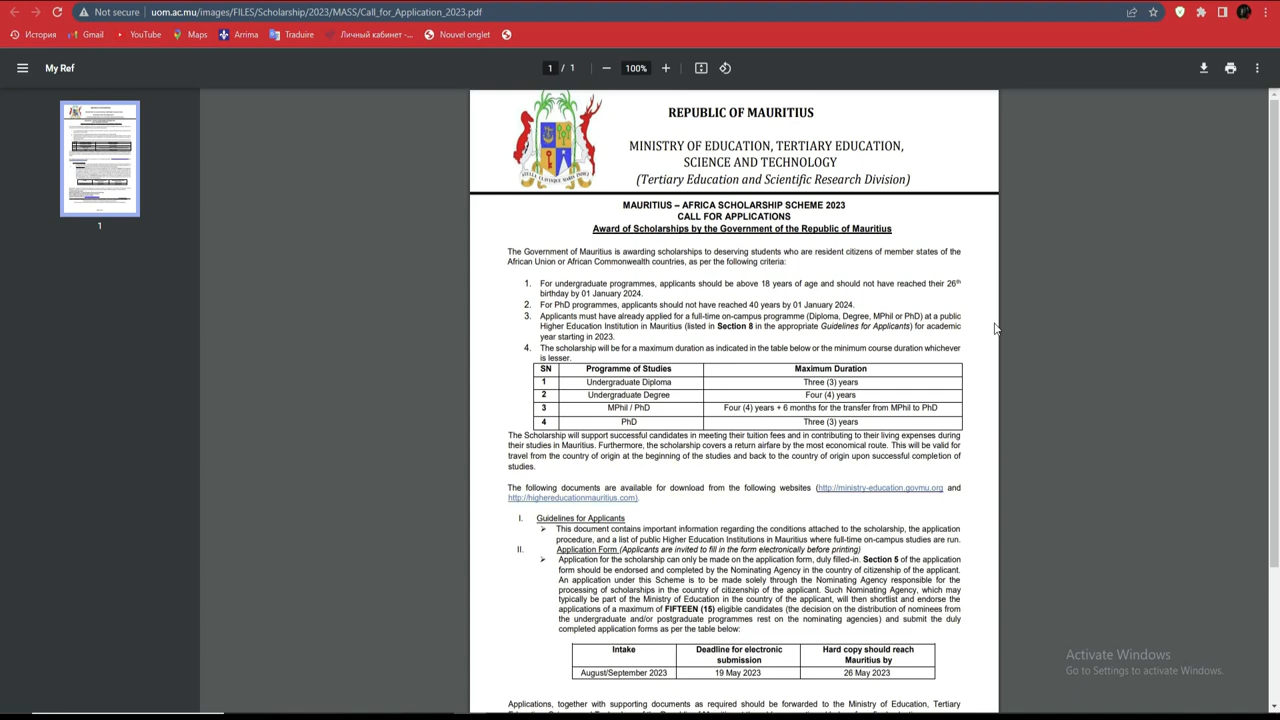 Not secure | uom.ac.mu/images/FILES/Scholarship/2023/MASS/Call_for_Application_2023.pdf
История Gmail YouTube Maps Arrima Traduire Личный кабинет -... Nouvel onglet
My Ref 1 / 1 100%
1
REPUBLIC OF MAURITIUS
MINISTRY OF EDUCATION, TERTIARY EDUCATION,
SCIENCE AND TECHNOLOGY
(Tertiary Education and Scientific Research Division)
MAURITIUS – AFRICA SCHOLARSHIP SCHEME 2023
CALL FOR APPLICATIONS
Award of Scholarships by the Government of the Republic of Mauritius
The Government of Mauritius is awarding scholarships to deserving students who are resident citizens of member states of the
African Union or African Commonwealth countries, as per the following criteria:
1. For undergraduate programmes, applicants should be above 18 years of age and should not have reached their 26th
birthday by 01 January 2024.
2. For PhD programmes, applicants should not have reached 40 years by 01 January 2024.
3. Applicants must have already applied for a full-time on-campus programme (Diploma, Degree, MPhil or PhD) at a public
Higher Education Institution in Mauritius (listed in Section 8 in the appropriate Guidelines for Applicants) for academic
year starting in 2023.
4. The scholarship will be for a maximum duration as indicated in the table below or the minimum course duration whichever
is lesser.
SN Programme of Studies Maximum Duration
1 Undergraduate Diploma Three (3) years
2 Undergraduate Degree Four (4) years
3 MPhil / PhD Four (4) years + 6 months for the transfer from MPhil to PhD
4 PhD Three (3) years
The Scholarship will support successful candidates in meeting their tuition fees and in contributing to their living expenses during
their studies in Mauritius. Furthermore, the scholarship covers a return airfare by the most economical route. This will be valid for
travel from the country of origin at the beginning of the studies and back to the country of origin upon successful completion of
studies.
The following documents are available for download from the following websites (http://ministry-education.govmu.org and
http://highereducationmauritius.com).
I. Guidelines for Applicants
➢ This document contains important information regarding the conditions attached to the scholarship, the application
procedure, and a list of public Higher Education Institutions in Mauritius where full-time on-campus studies are run.
II. Application Form (Applicants are invited to fill in the form electronically before printing)
➢ Application for the scholarship can only be made on the application form, duly filled-in. Section 5 of the application
form should be endorsed and completed by the Nominating Agency in the country of citizenship of the applicant.
An application under this Scheme is to be made solely through the Nominating Agency responsible for the
processing of scholarships in the country of citizenship of the applicant. Such Nominating Agency, which may
typically be part of the Ministry of Education in the country of the applicant, will then shortlist and endorse the
applications of a maximum of FIFTEEN (15) eligible candidates (the decision on the distribution of nominees from
the undergraduate and/or postgraduate programmes rest on the nominating agencies) and submit the duly
completed application forms as per the table below:
Intake Deadline for electronic submission Hard copy should reach Mauritius by
August/September 2023 19 May 2023 26 May 2023
Applications, together with supporting documents as required should be forwarded to the Ministry of Education, Tertiary
Activate Windows
Go to Settings to activate Windows.